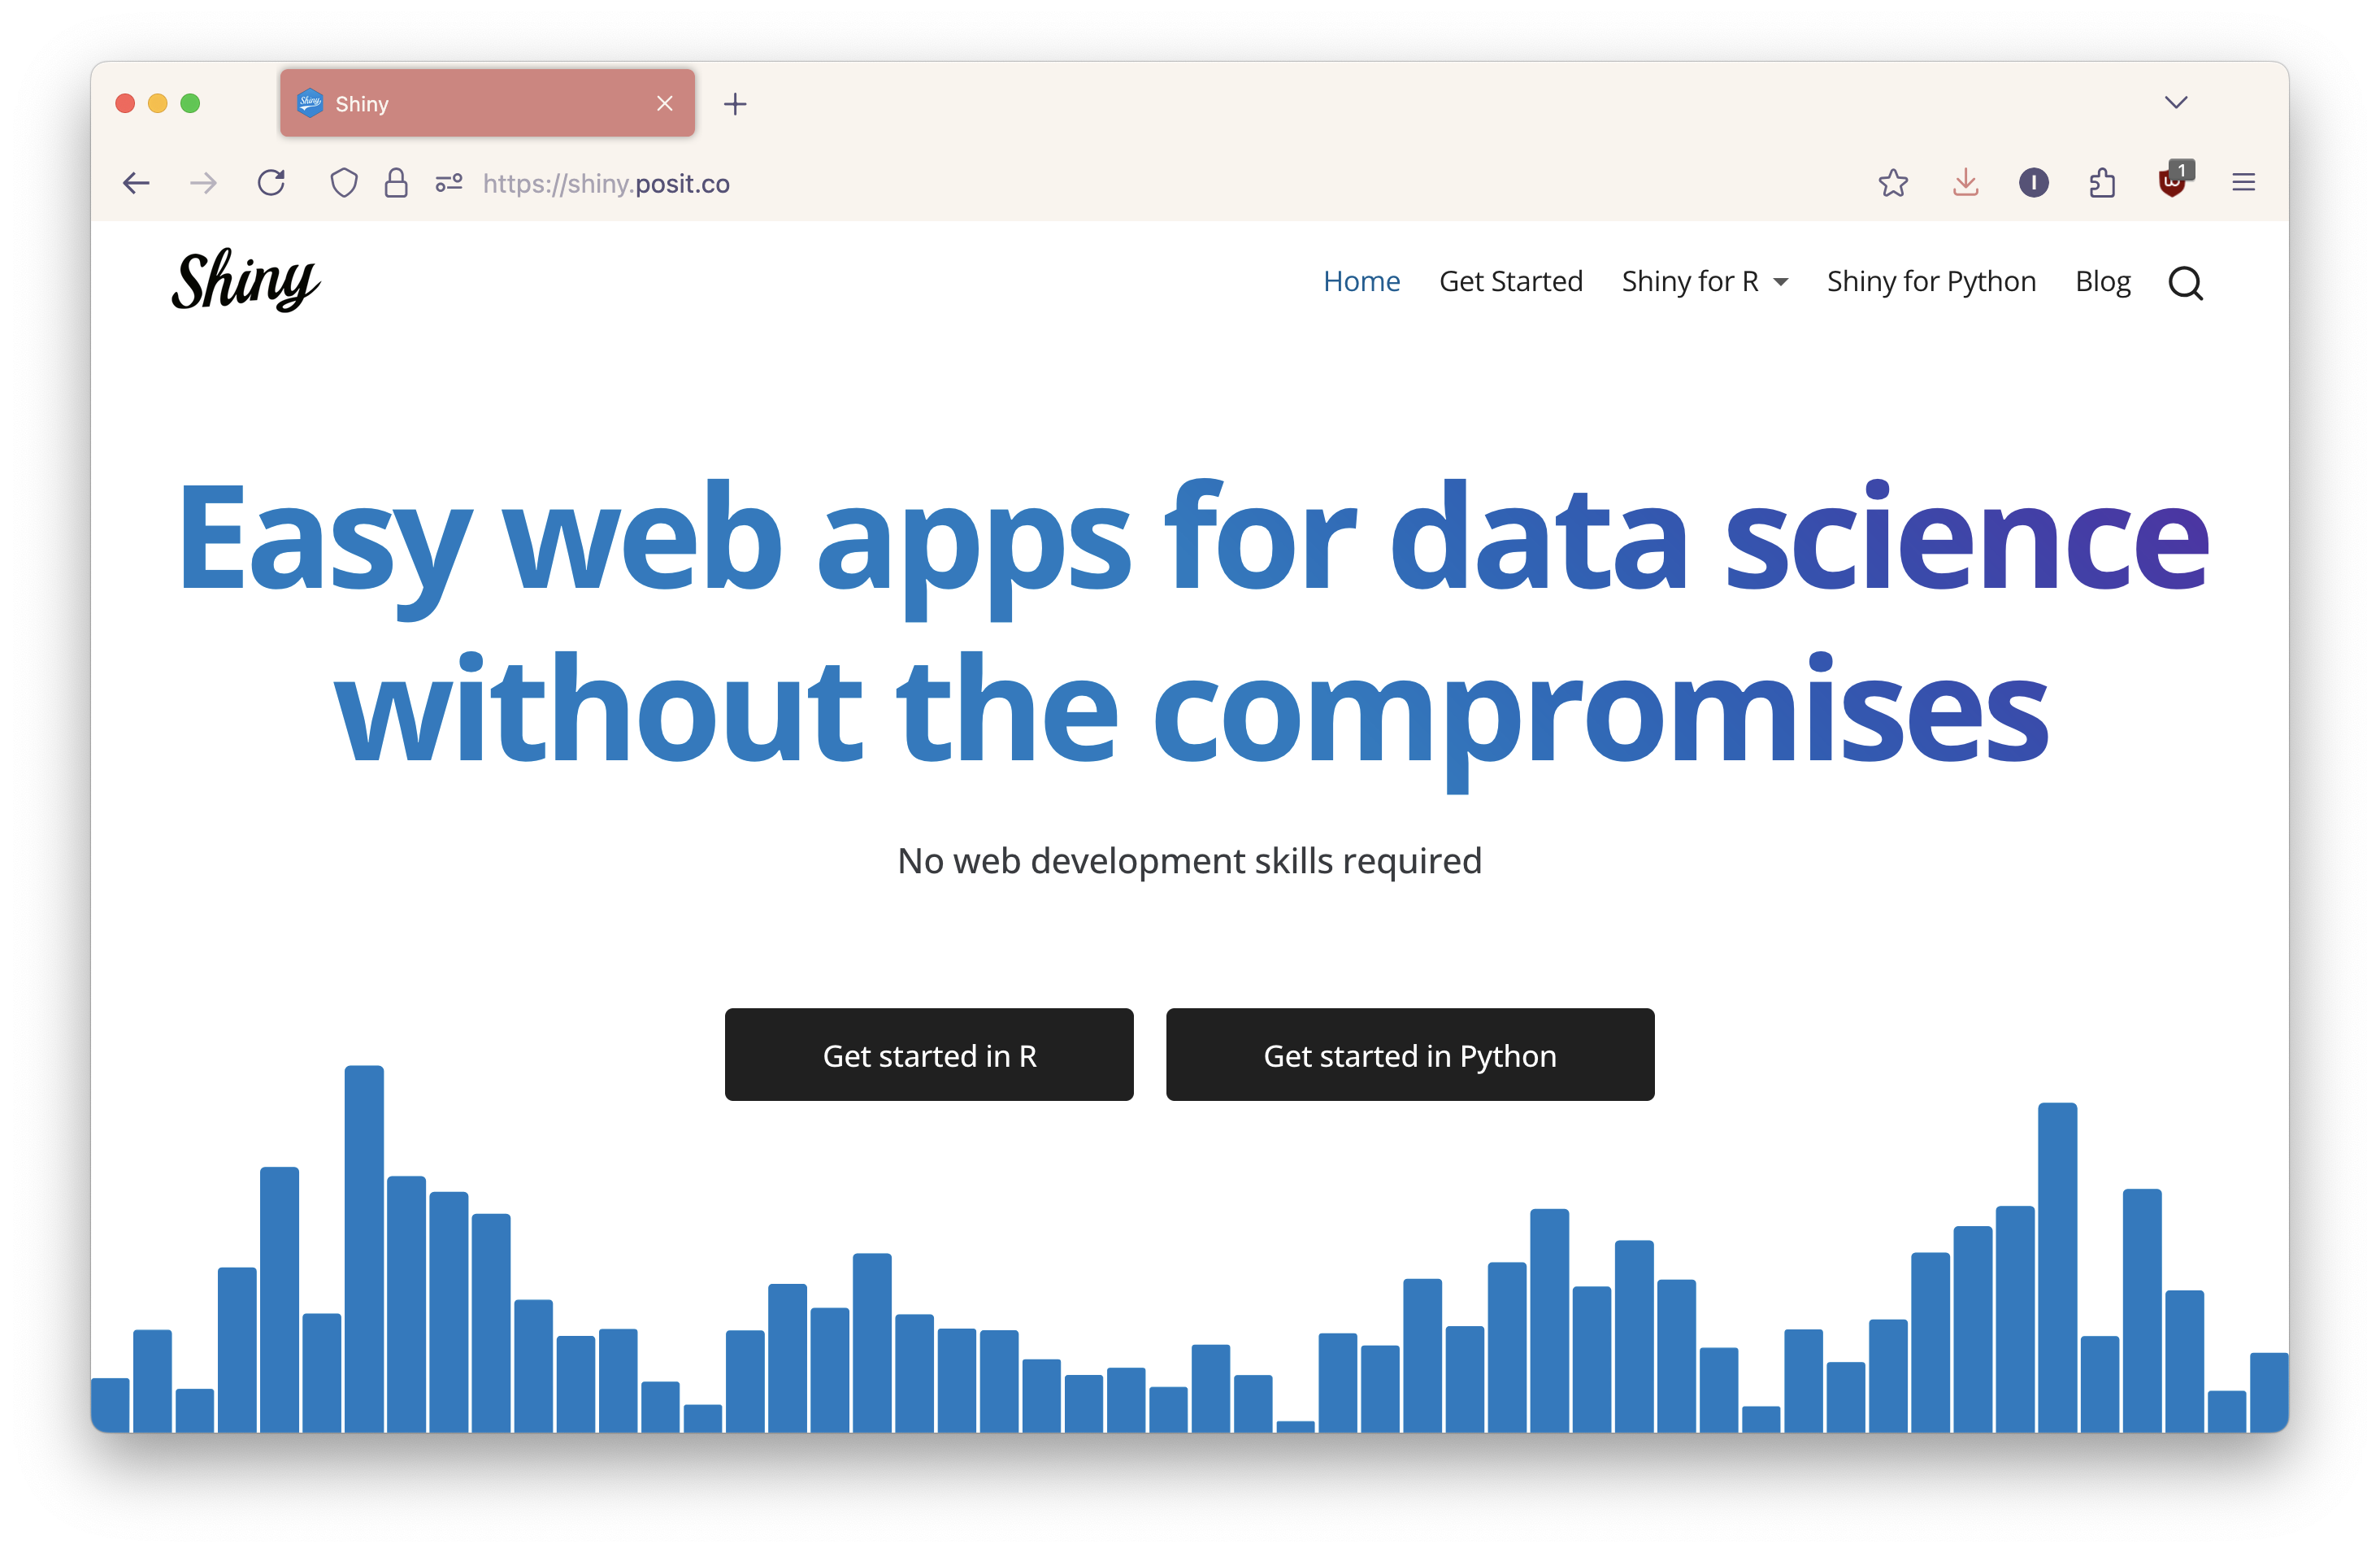 Shiny
https://shiny.posit.co
1
Shiny
Home Get Started Shiny for R Shiny for Python Blog
Easy web apps for data science
without the compromises
No web development skills required
Get started in R Get started in Python